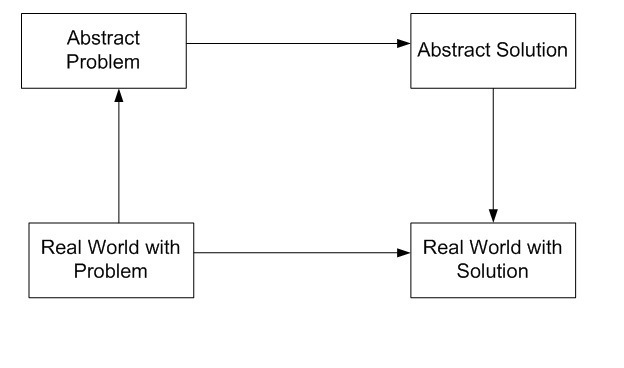 Abstract
Problem
Abstract Solution
Real World with
Problem
Real World with
Solution